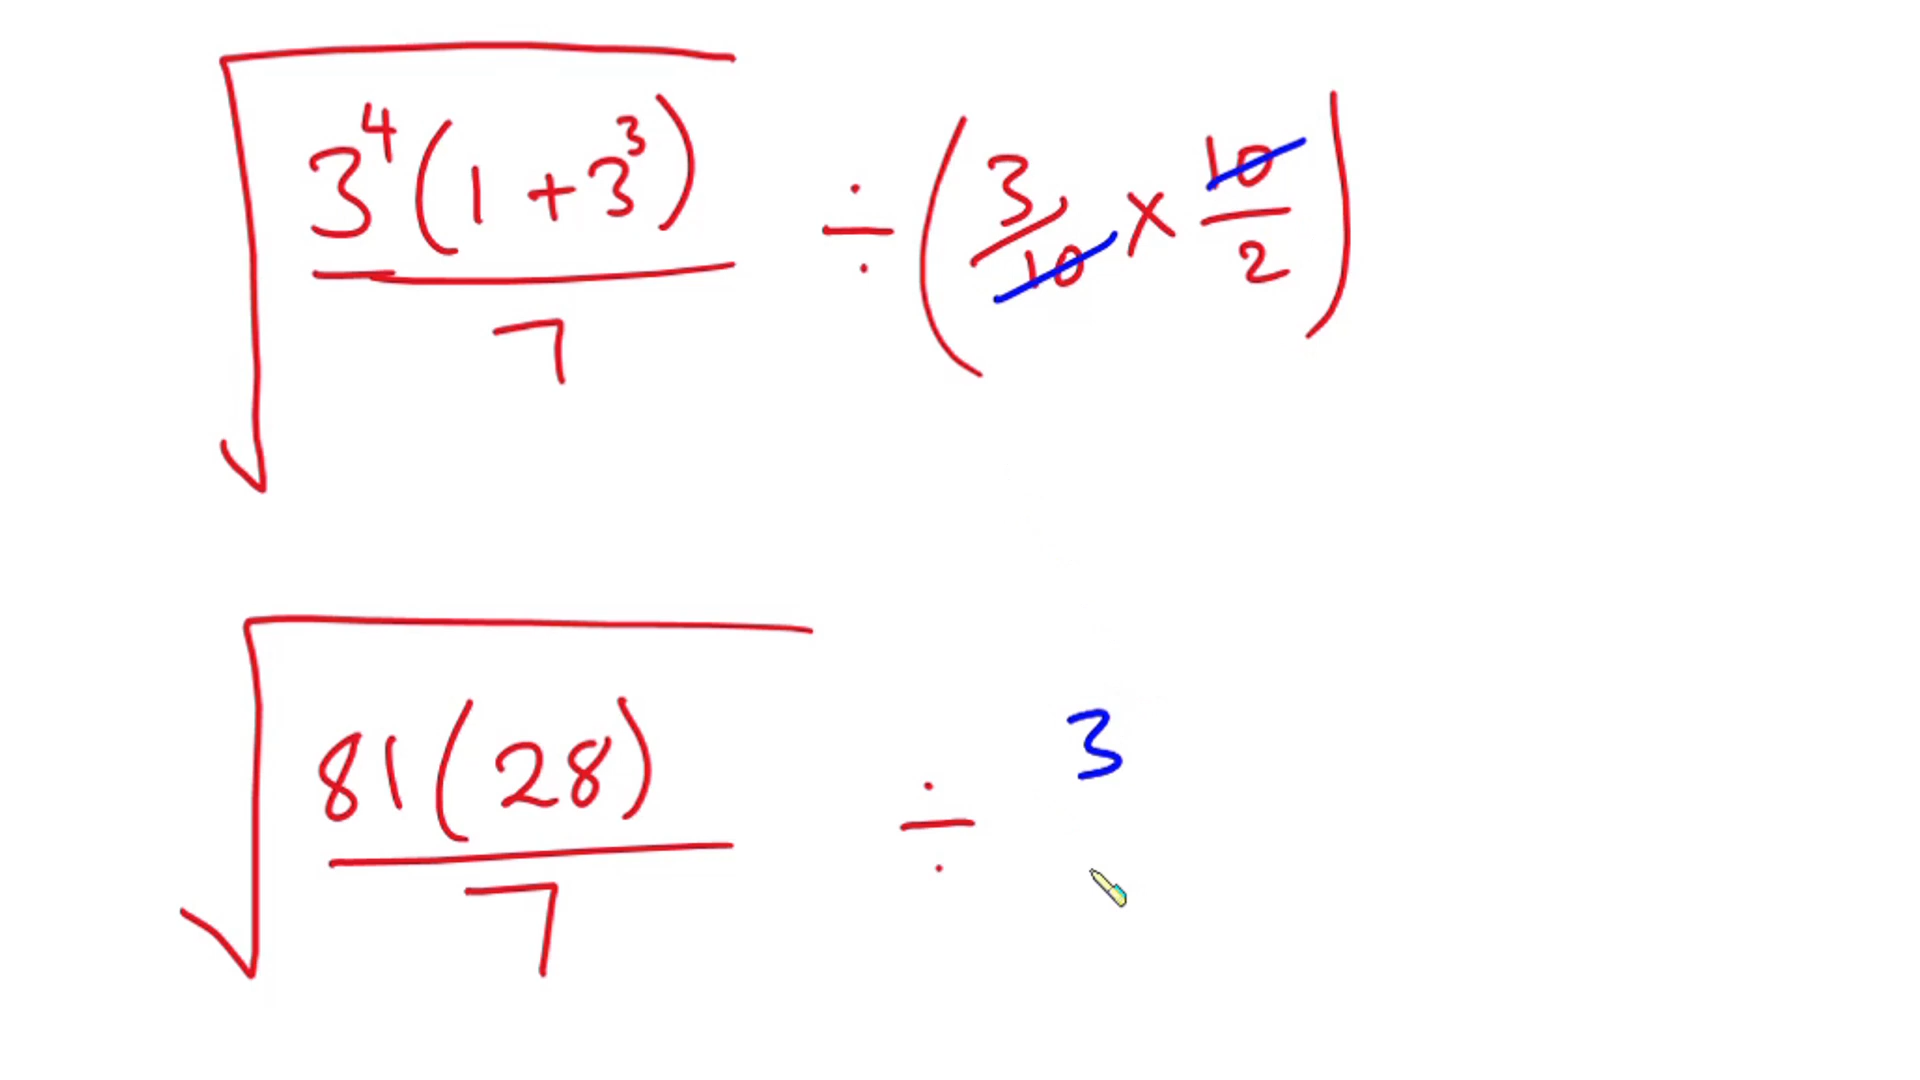 √(3⁴(1 + 3³)/7) ÷ (3/10 × 10/2)
√(81(28)/7) ÷ 3